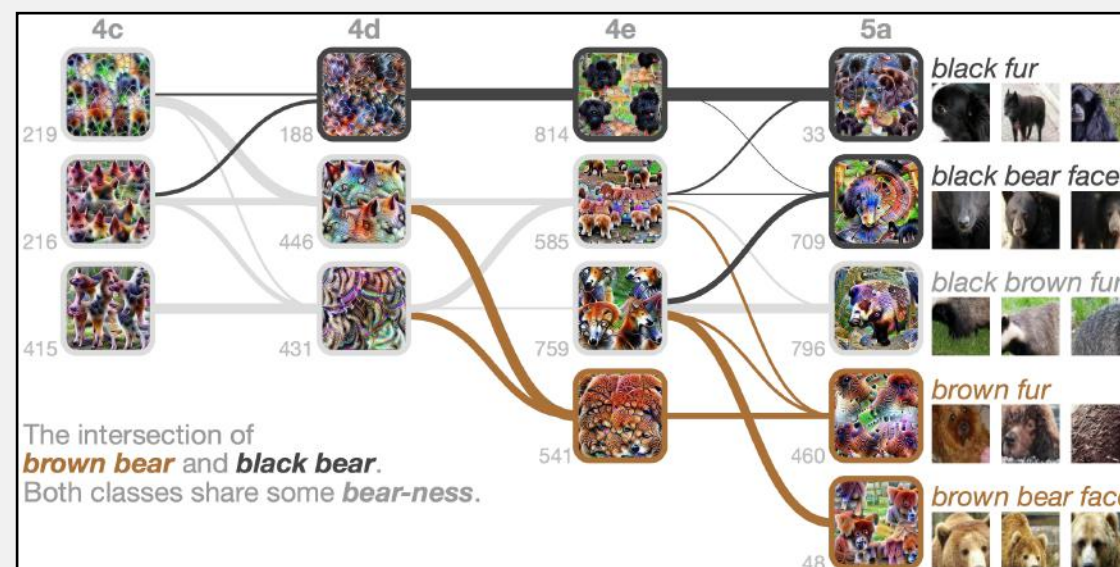 4c 4d 4e 5a
219 188 814 33
black fur
216 446 585 709
black bear face
415 431 759 796
black brown fur
541 460
brown fur
48
brown bear fac
The intersection of
brown bear and black bear.
Both classes share some bear-ness.